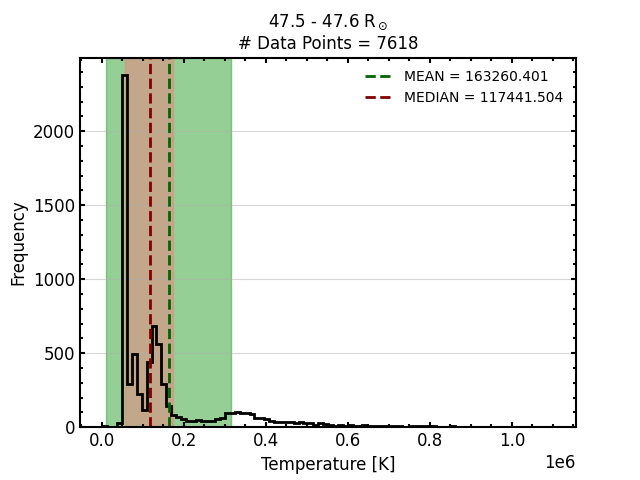 47.5 - 47.6 R⊙
# Data Points = 7618
MEAN = 163260.401
MEDIAN = 117441.504
Frequency
2000
1500
1000
500
0
0.0 0.2 0.4 0.6 0.8 1.0
1e6
Temperature [K]